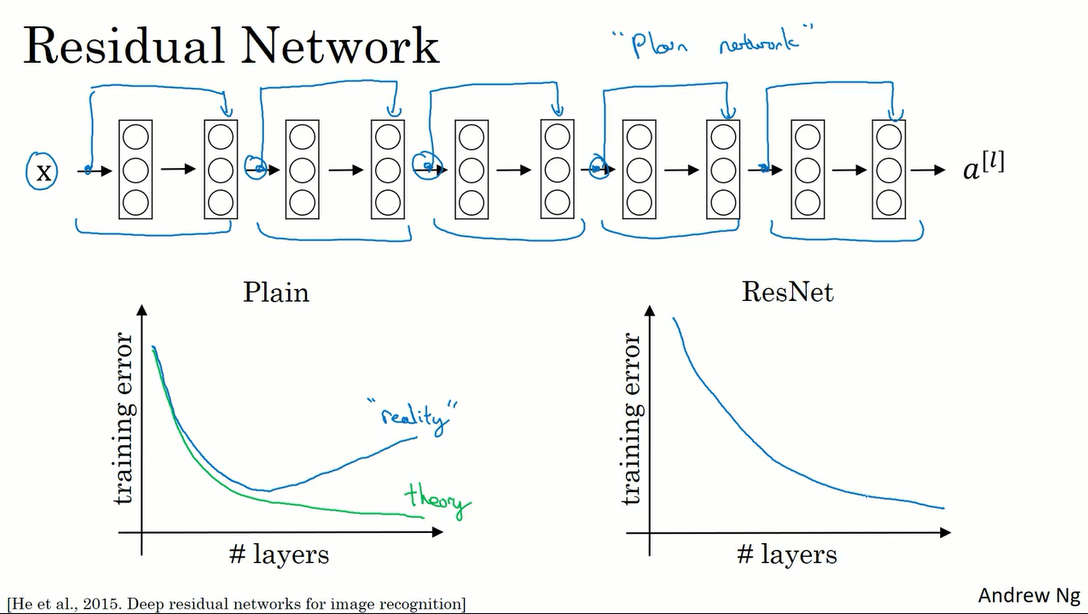 Residual Network
"Plain network"
x
a^[l]
Plain
ResNet
training error
"reality"
theory
# layers
training error
# layers
[He et al., 2015. Deep residual networks for image recognition]
Andrew Ng